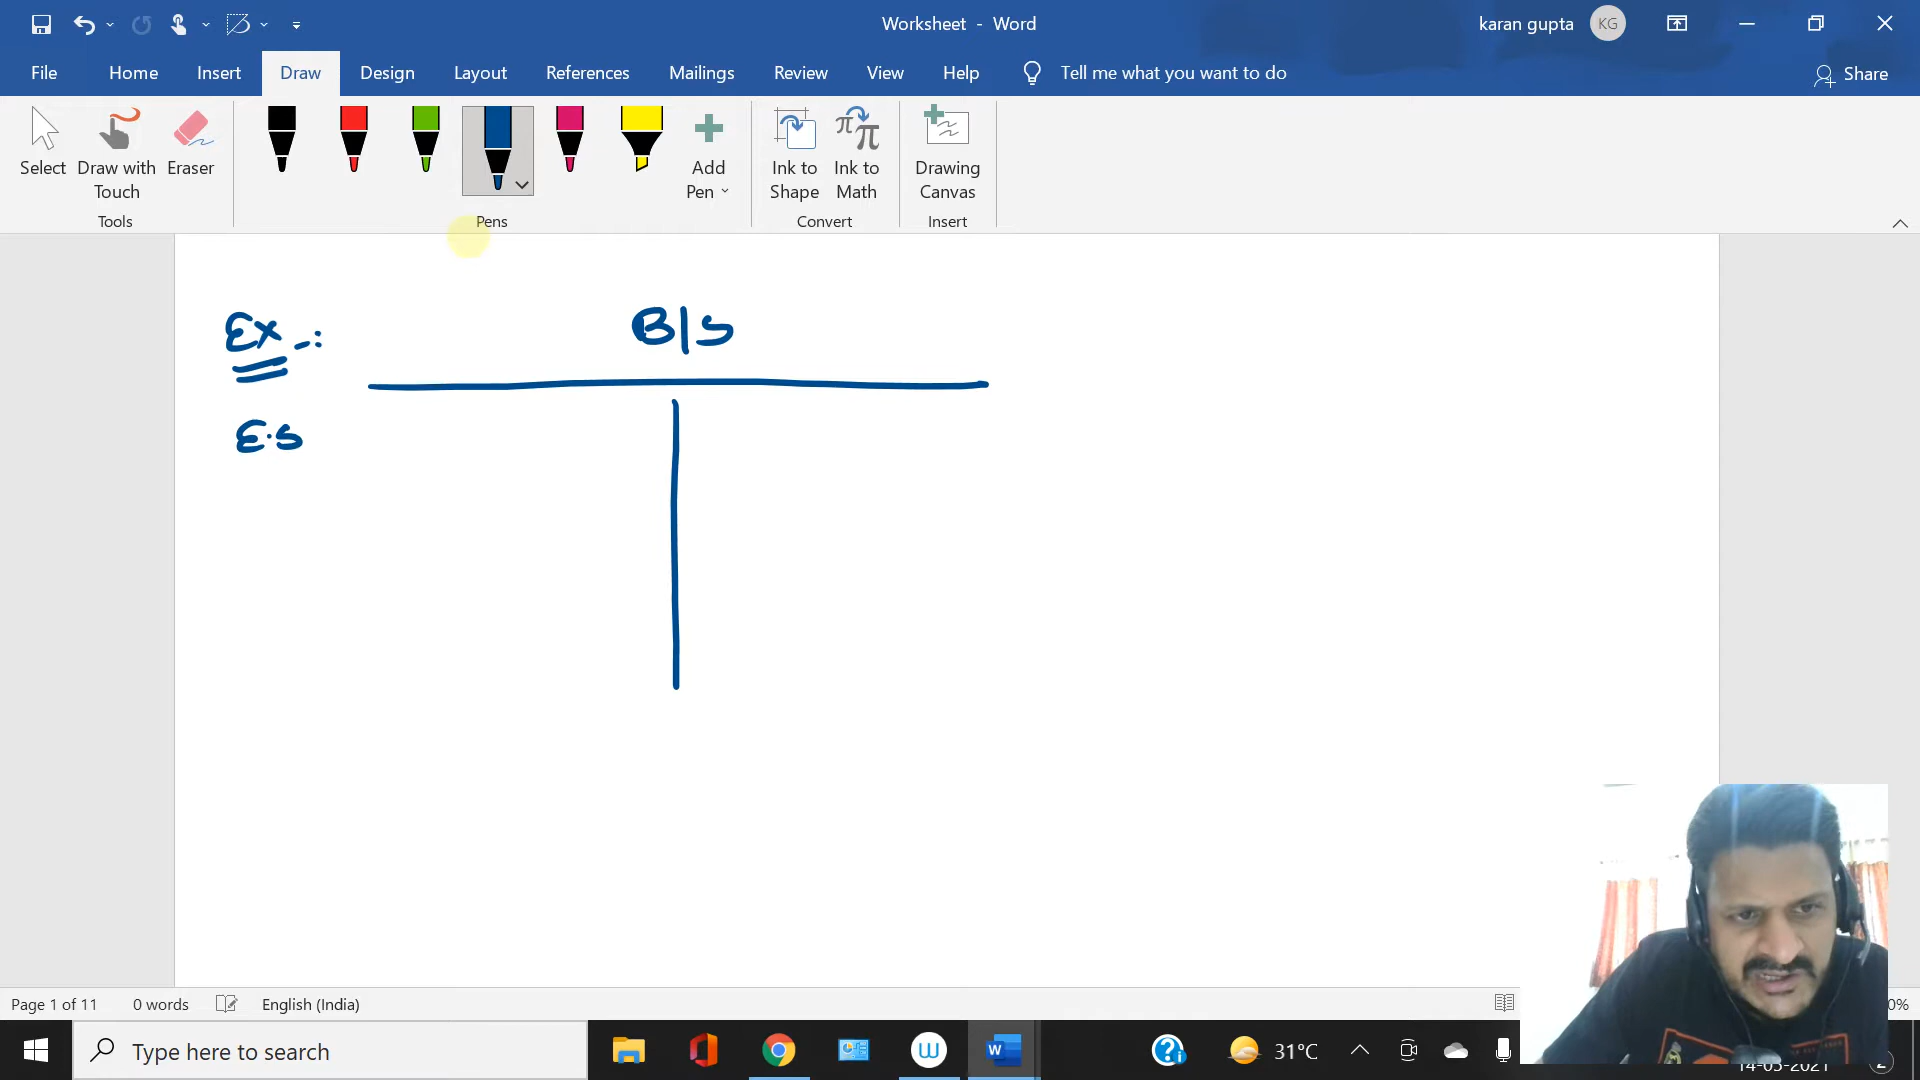 Worksheet - Word
karan gupta KG
File Home Insert Draw Design Layout References Mailings Review View Help Tell me what you want to do Share
Select Draw with Touch Eraser Add Pen Ink to Shape Ink to Math Drawing Canvas
Tools Pens Convert Insert
Ex -:
B|S
E.S
Page 1 of 11 0 words English (India) 0%
Type here to search 31°C